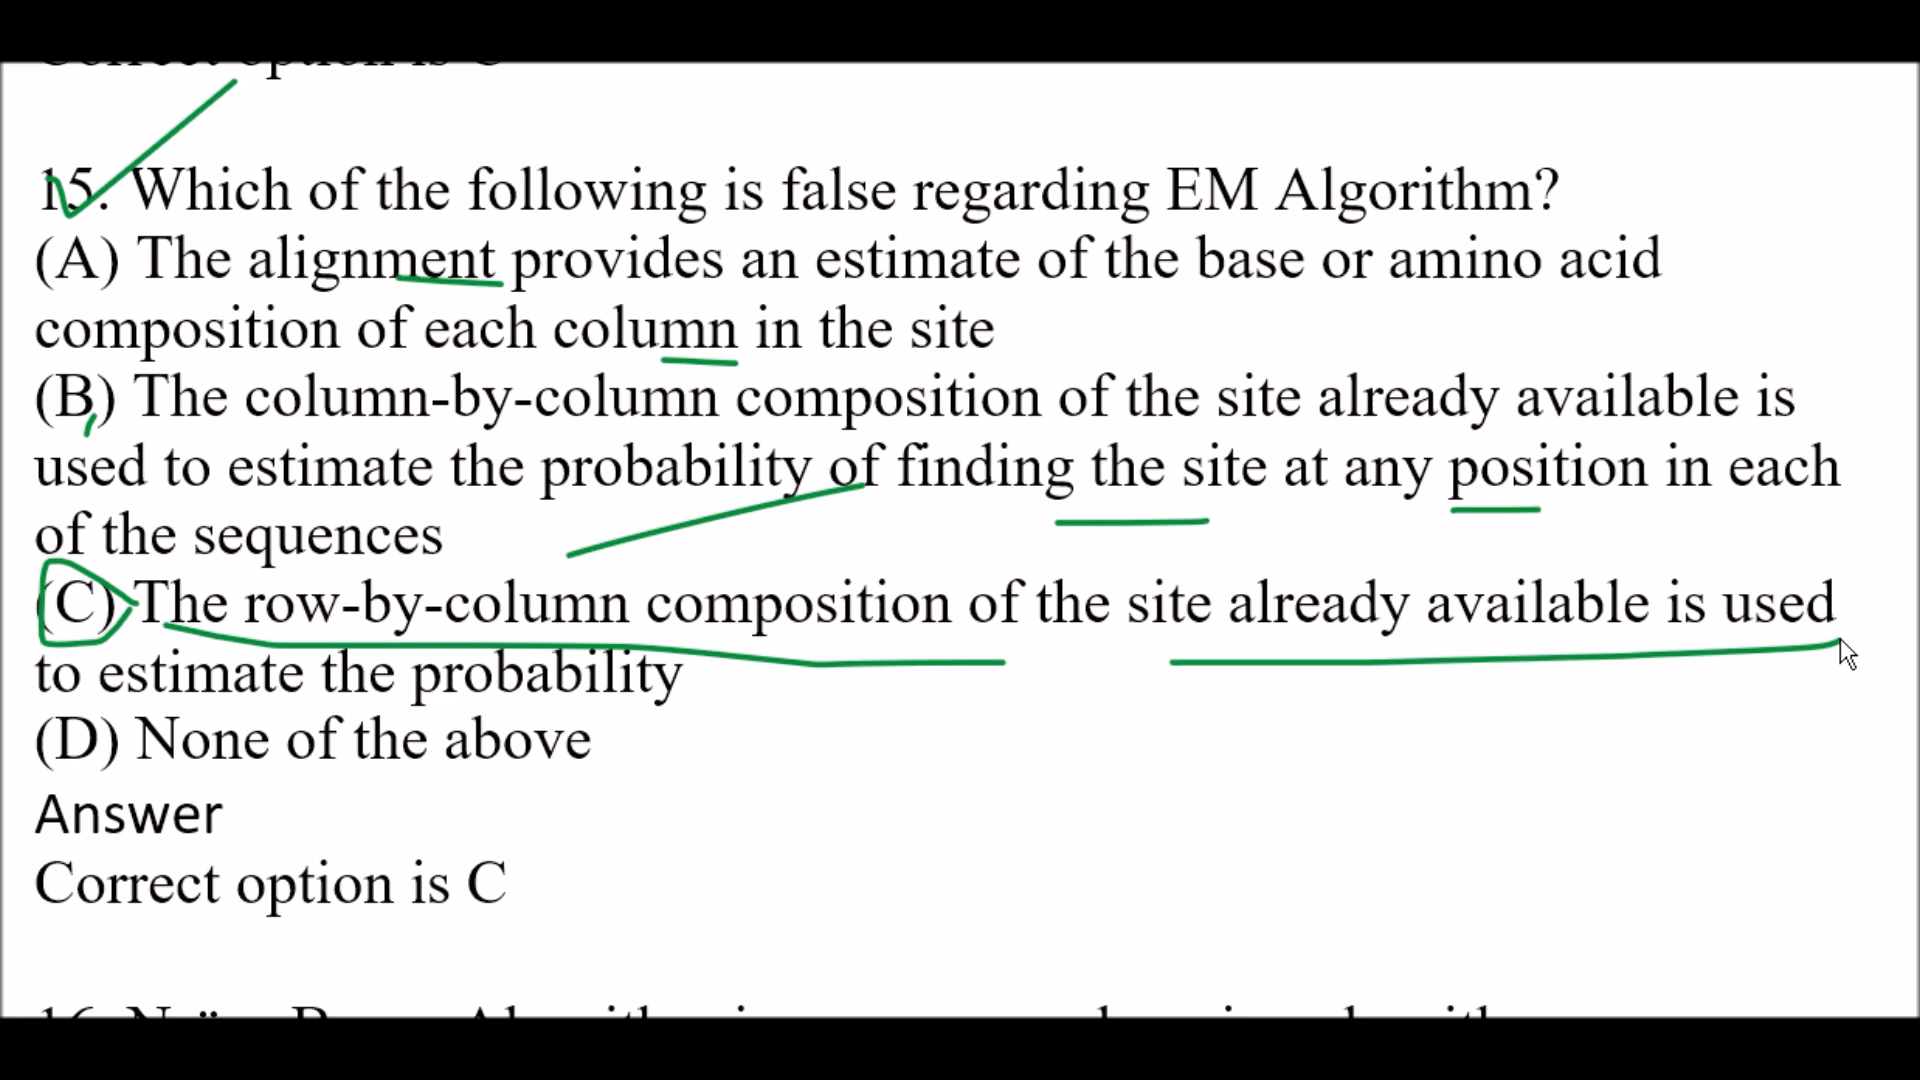 Correct option is C
15. Which of the following is false regarding EM Algorithm?
(A) The alignment provides an estimate of the base or amino acid
composition of each column in the site
(B) The column-by-column composition of the site already available is
used to estimate the probability of finding the site at any position in each
of the sequences
(C) The row-by-column composition of the site already available is used
to estimate the probability
(D) None of the above
Answer
Correct option is C